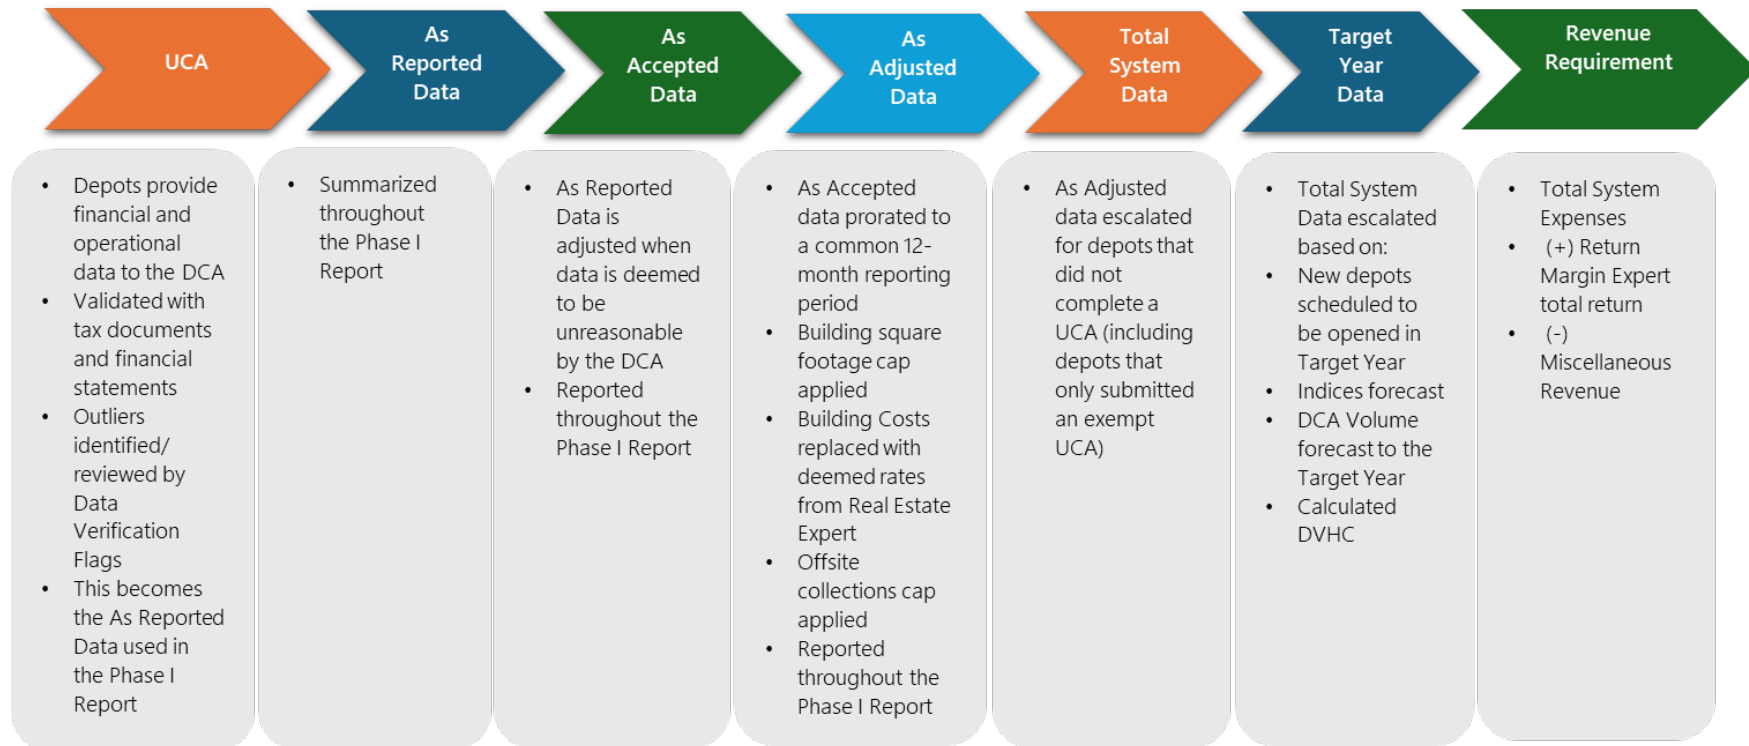 UCA
As
Reported
Data
As
Accepted
Data
As
Adjusted
Data
Total
System
Data
Target
Year
Data
Revenue
Requirement
• Depots provide
financial and
operational
data to the DCA
• Validated with
tax documents
and financial
statements
• Outliers
identified/
reviewed by
Data
Verification
Flags
• This becomes
the As Reported
Data used in
the Phase I
Report
• Summarized
throughout
the Phase I
Report
• As Reported
Data is
adjusted when
data is deemed
to be
unreasonable
by the DCA
• Reported
throughout the
Phase I Report
• As Accepted
data prorated to
a common 12-
month reporting
period
• Building square
footage cap
applied
• Building Costs
replaced with
deemed rates
from Real Estate
Expert
• Offsite
collections cap
applied
• Reported
throughout the
Phase I Report
• As Adjusted
data escalated
for depots that
did not
complete a
UCA (including
depots that
only submitted
an exempt
UCA)
• Total System
Data escalated
based on:
• New depots
scheduled to
be opened in
Target Year
• Indices forecast
• DCA Volume
forecast to the
Target Year
• Calculated
DVHC
• Total System
Expenses
• (+) Return
Margin Expert
total return
• (-)
Miscellaneous
Revenue